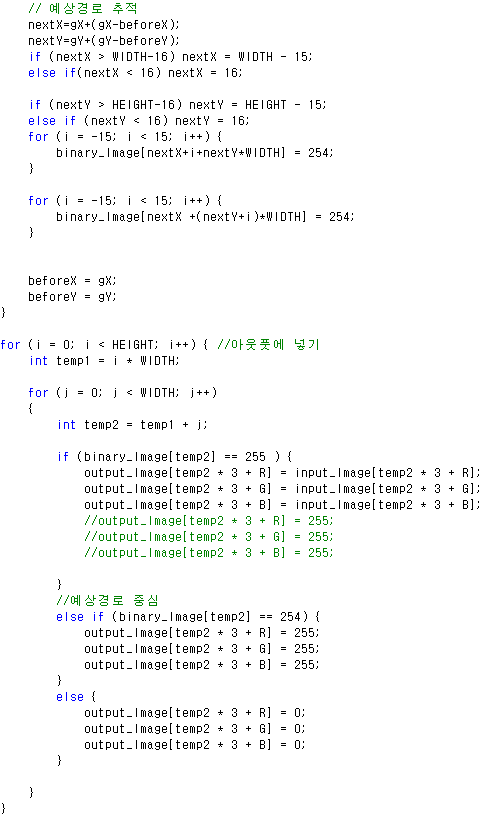 // 예상경로 추적
nextX=gX+(gX-beforeX);
nextY=gY+(gY-beforeY);
if (nextX > WIDTH-16) nextX = WIDTH - 15;
else if(nextX < 16) nextX = 16;
if (nextY > HEIGHT-16) nextY = HEIGHT - 15;
else if (nextY < 16) nextY = 16;
for (i = -15; i < 15; i++) {
binary_Image[nextX+i+nextY*WIDTH] = 254;
}
for (i = -15; i < 15; i++) {
binary_Image[nextX +(nextY+i)*WIDTH] = 254;
}
beforeX = gX;
beforeY = gY;
}
for (i = 0; i < HEIGHT; i++) { //아웃풋에 넣기
int temp1 = i * WIDTH;
for (j = 0; j < WIDTH; j++)
{
int temp2 = temp1 + j;
if (binary_Image[temp2] == 255 ) {
output_Image[temp2 * 3 + R] = input_Image[temp2 * 3 + R];
output_Image[temp2 * 3 + G] = input_Image[temp2 * 3 + G];
output_Image[temp2 * 3 + B] = input_Image[temp2 * 3 + B];
//output_Image[temp2 * 3 + R] = 255;
//output_Image[temp2 * 3 + G] = 255;
//output_Image[temp2 * 3 + B] = 255;
}
//예상경로 중심
else if (binary_Image[temp2] == 254) {
output_Image[temp2 * 3 + R] = 255;
output_Image[temp2 * 3 + G] = 255;
output_Image[temp2 * 3 + B] = 255;
}
else {
output_Image[temp2 * 3 + R] = 0;
output_Image[temp2 * 3 + G] = 0;
output_Image[temp2 * 3 + B] = 0;
}
}
}